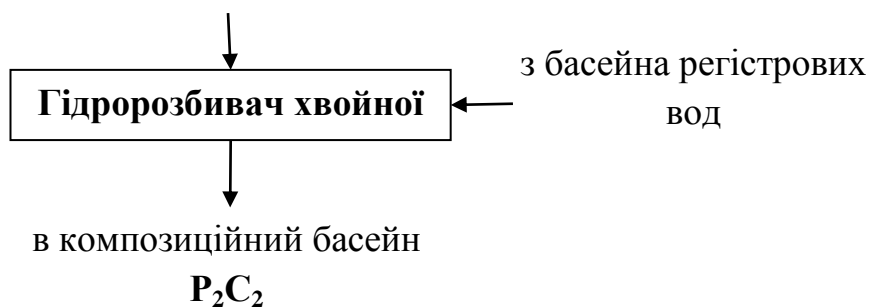 Гідророзбивач хвойної
з басейна регістрових
вод
в композиційний басейн
P₂C₂